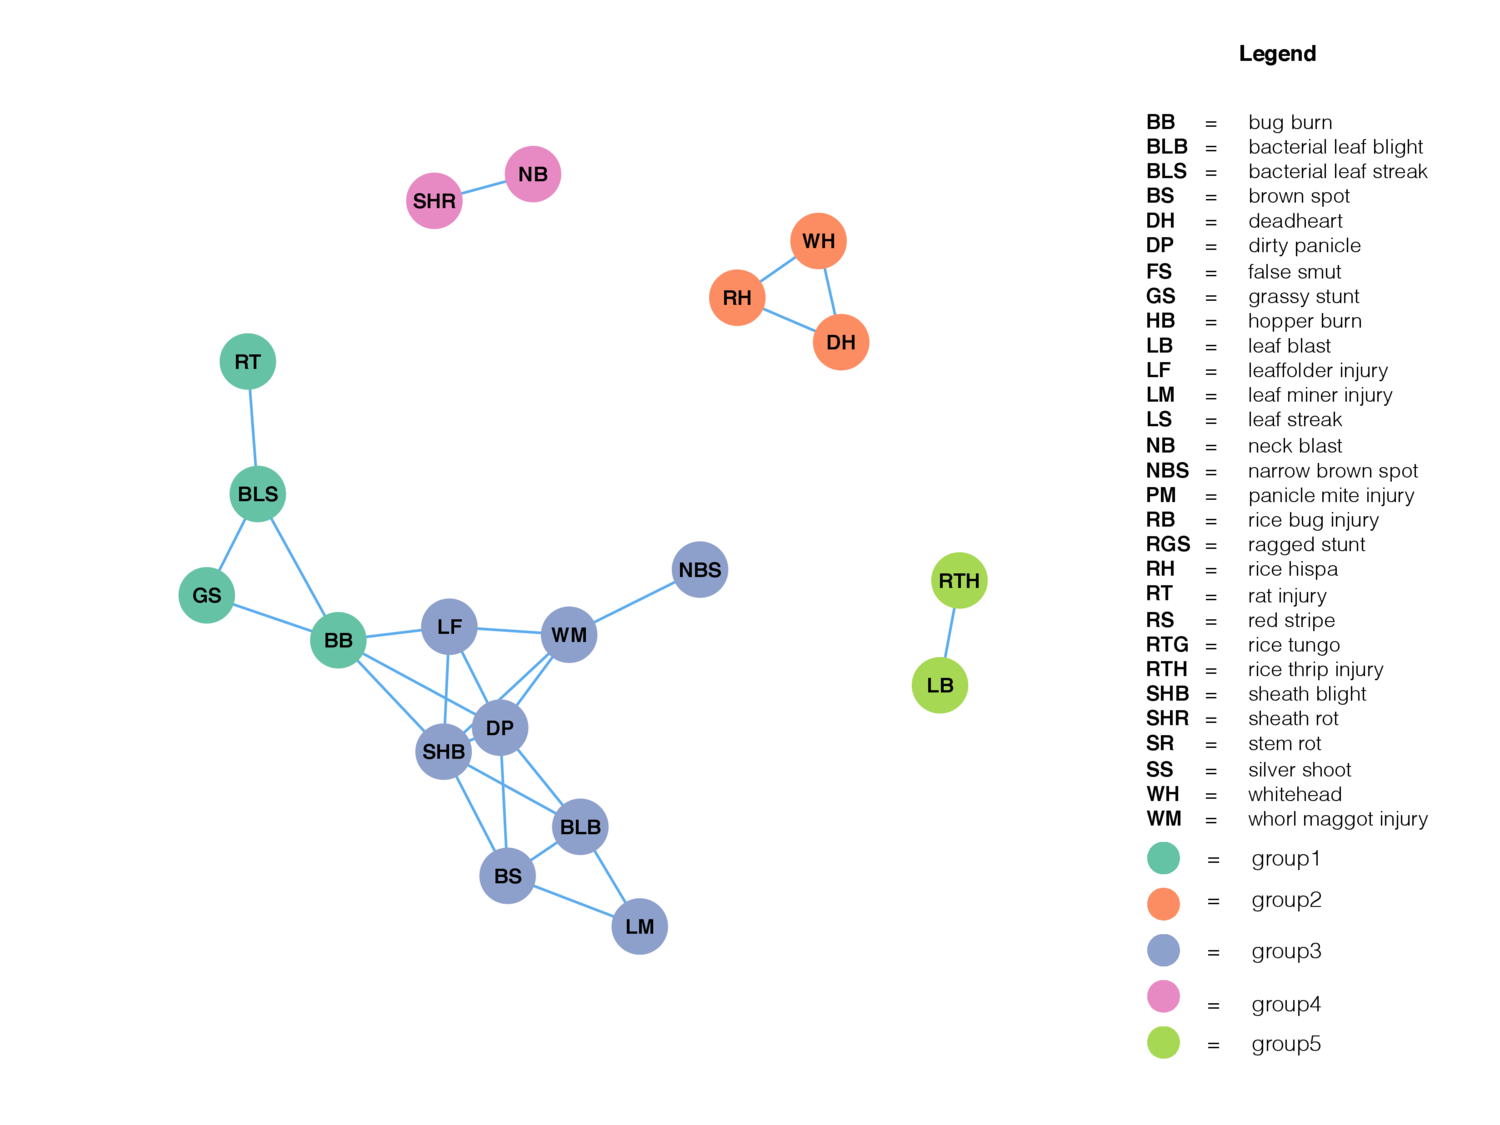 Legend
NB
SHR
WH
RH
DH
RT
BLS
GS
BB
LF
WM
NBS
DP
SHB
BLB
BS
LM
RTH
LB
BB = bug burn
BLB = bacterial leaf blight
BLS = bacterial leaf streak
BS = brown spot
DH = deadheart
DP = dirty panicle
FS = false smut
GS = grassy stunt
HB = hopper burn
LB = leaf blast
LF = leaffolder injury
LM = leaf miner injury
LS = leaf streak
NB = neck blast
NBS = narrow brown spot
PM = panicle mite injury
RB = rice bug injury
RGS = ragged stunt
RH = rice hispa
RT = rat injury
RS = red stripe
RTG = rice tungo
RTH = rice thrip injury
SHB = sheath blight
SHR = sheath rot
SR = stem rot
SS = silver shoot
WH = whitehead
WM = whorl maggot injury
= group1
= group2
= group3
= group4
= group5